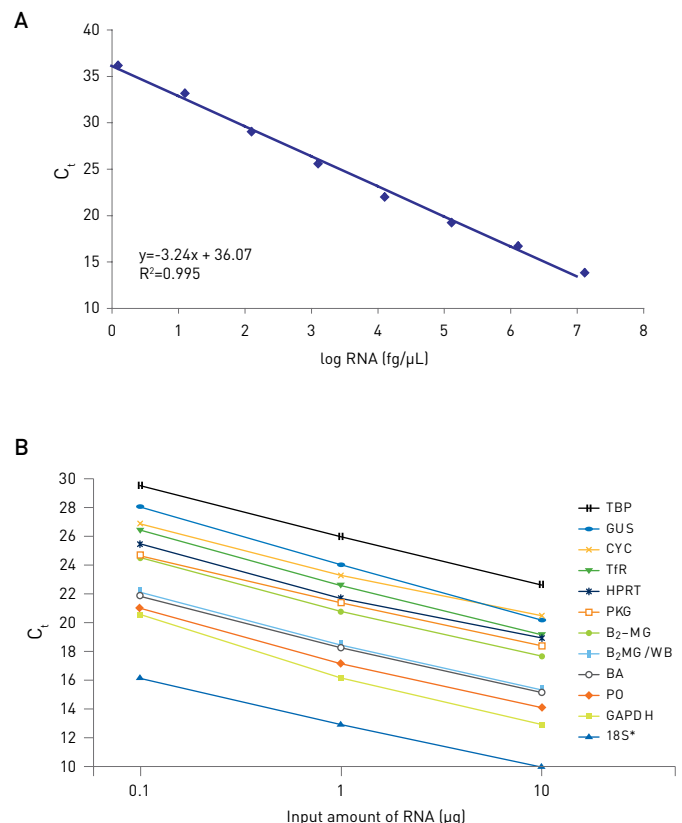 A
40
35
30
25
20
15
10
Cₜ
y=-3.24x + 36.07
R²=0.995
0 1 2 3 4 5 6 7 8
log RNA (fg/µL)
B
30
28
26
24
22
20
18
16
14
12
10
Cₜ
TBP
GUS
CYC
TfR
HPRT
PKG
B₂-MG
B₂MG/WB
BA
PO
GAPDH
18S*
0.1 1 10
Input amount of RNA (µg)